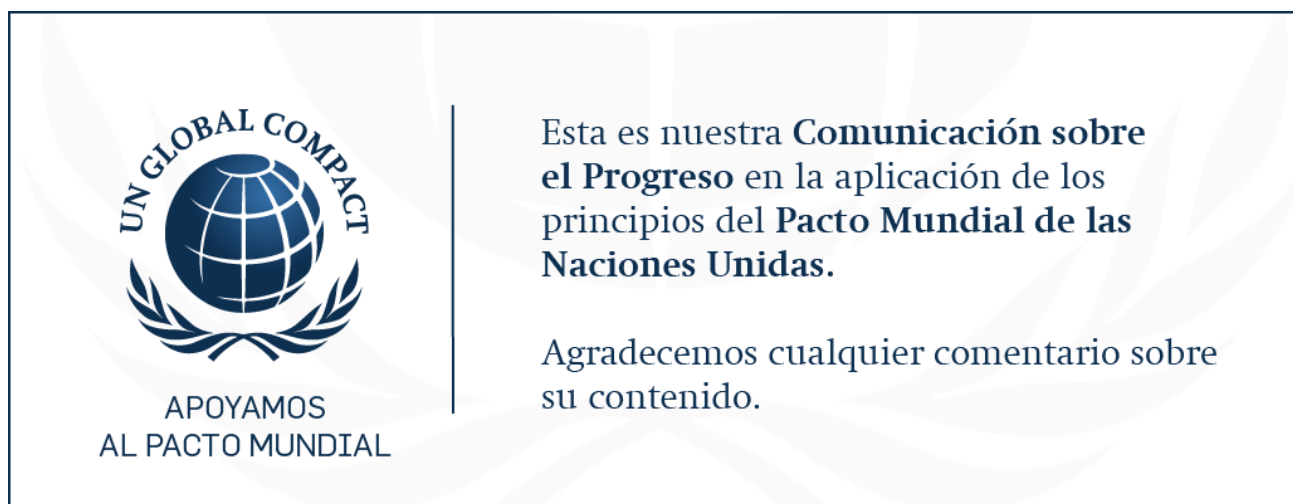 UN GLOBAL COMPACT
APOYAMOS
AL PACTO MUNDIAL
Esta es nuestra Comunicación sobre
el Progreso en la aplicación de los
principios del Pacto Mundial de las
Naciones Unidas.
Agradecemos cualquier comentario sobre
su contenido.